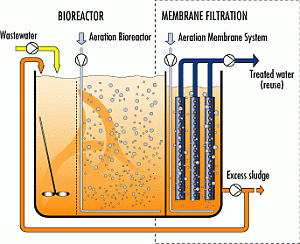 BIOREACTOR
MEMBRANE FILTRATION
Wastewater
Aeration Bioreactor
Aeration Membrane System
Treated water
(reuse)
Excess sludge